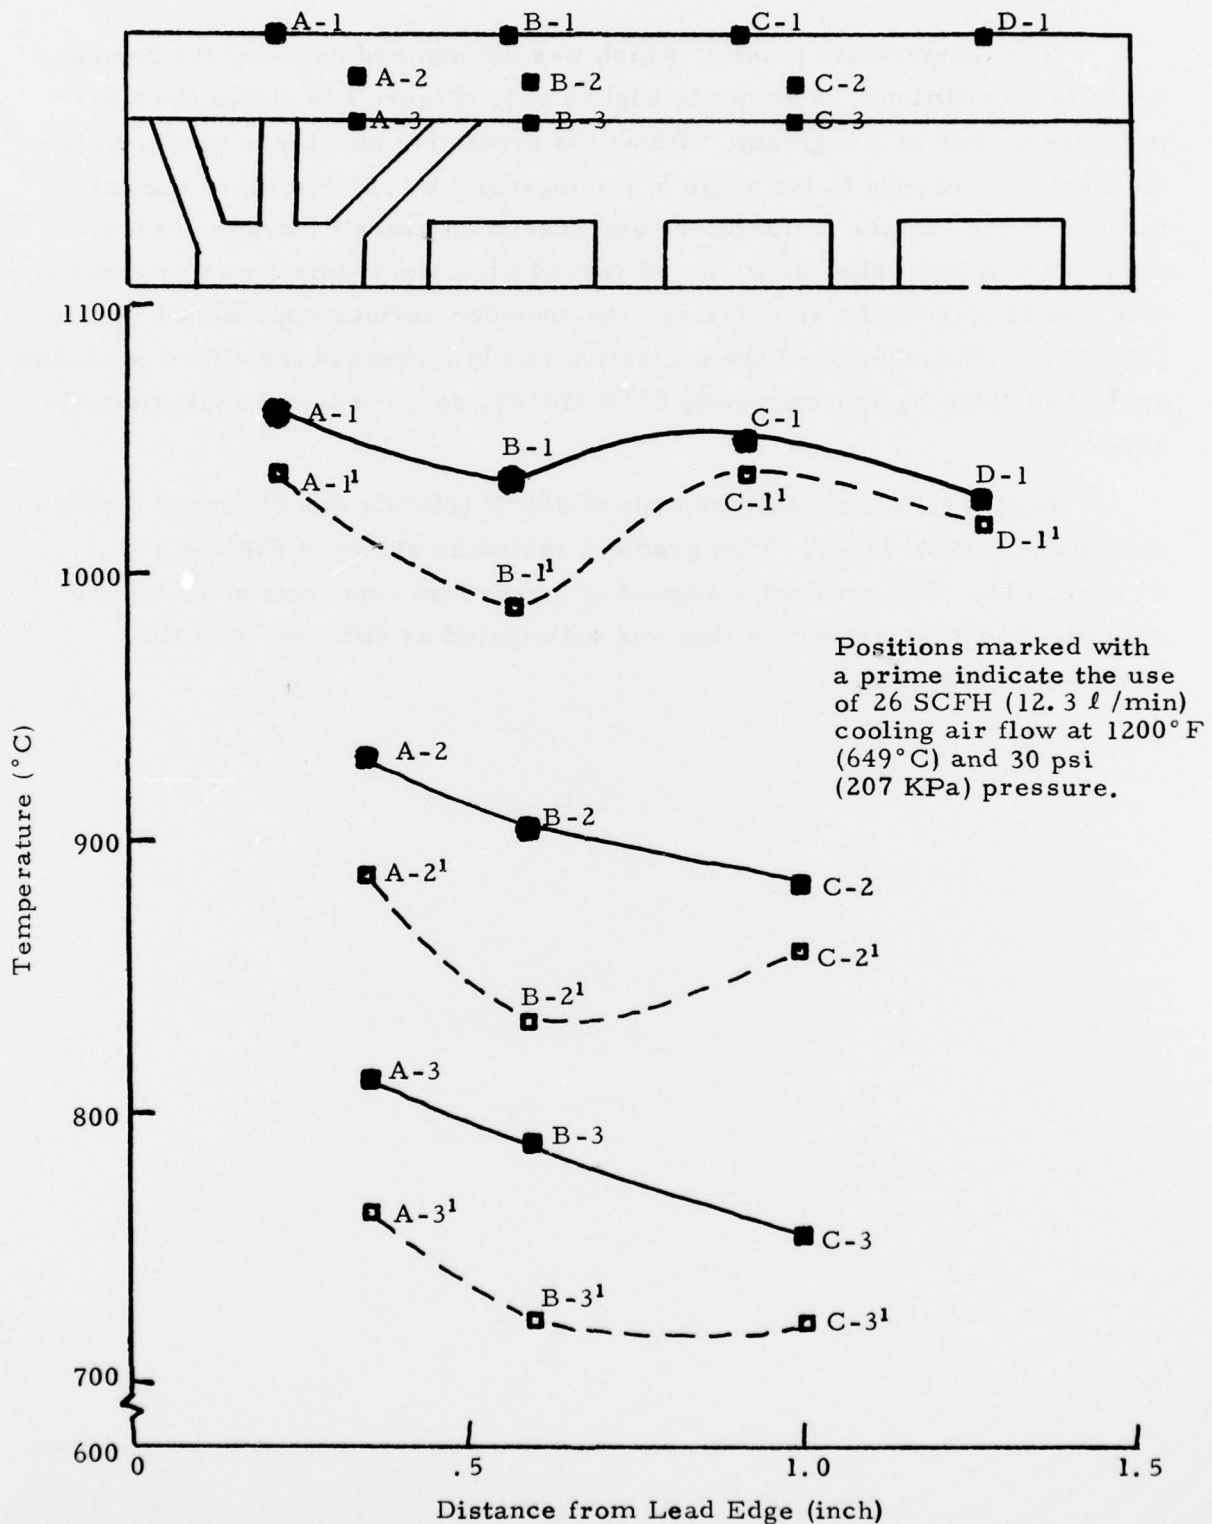 A-1 B-1 C-1 D-1
A-2 B-2 C-2
A-3 B-3 C-3
1100
A-1
B-1
C-1
D-1
A-1¹
C-1¹
D-1¹
B-1¹
1000
Positions marked with
a prime indicate the use
of 26 SCFH (12. 3 ℓ /min)
cooling air flow at 1200°F
(649°C) and 30 psi
(207 KPa) pressure.
A-2
B-2
900
A-2¹
C-2
C-2¹
B-2¹
A-3
800
B-3
A-3¹
C-3
B-3¹
C-3¹
700
600
0 .5 1.0 1.5
Temperature (°C)
Distance from Lead Edge (inch)